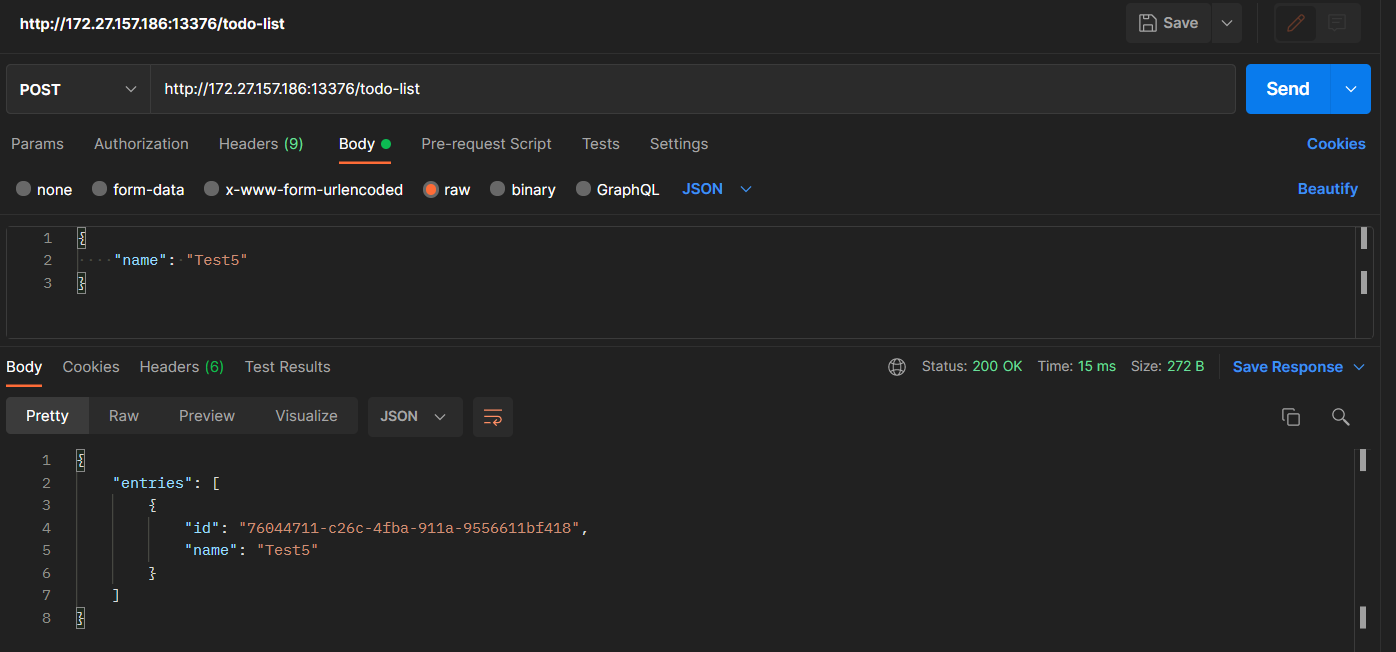 http://172.27.157.186:13376/todo-list
Save
POST
http://172.27.157.186:13376/todo-list
Send
Params Authorization Headers (9) Body Pre-request Script Tests Settings Cookies
none form-data x-www-form-urlencoded raw binary GraphQL JSON Beautify
1 {
2 ····"name":·"Test5"
3 }
Body Cookies Headers (6) Test Results Status: 200 OK Time: 15 ms Size: 272 B Save Response
Pretty Raw Preview Visualize JSON
1 {
2     "entries": [
3         {
4             "id": "76044711-c26c-4fba-911a-9556611bf418",
5             "name": "Test5"
6         }
7     ]
8 }